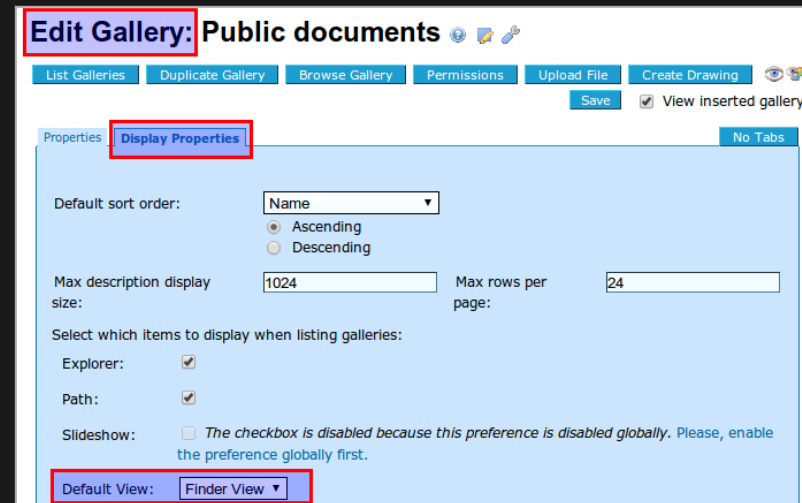 Edit Gallery: Public documents
List Galleries Duplicate Gallery Browse Gallery Permissions Upload File Create Drawing
Save View inserted gallery
Properties Display Properties No Tabs
Default sort order: Name
Ascending
Descending
Max description display size: 1024 Max rows per page: 24
Select which items to display when listing galleries:
Explorer:
Path:
Slideshow: The checkbox is disabled because this preference is disabled globally. Please, enable
the preference globally first.
Default View: Finder View